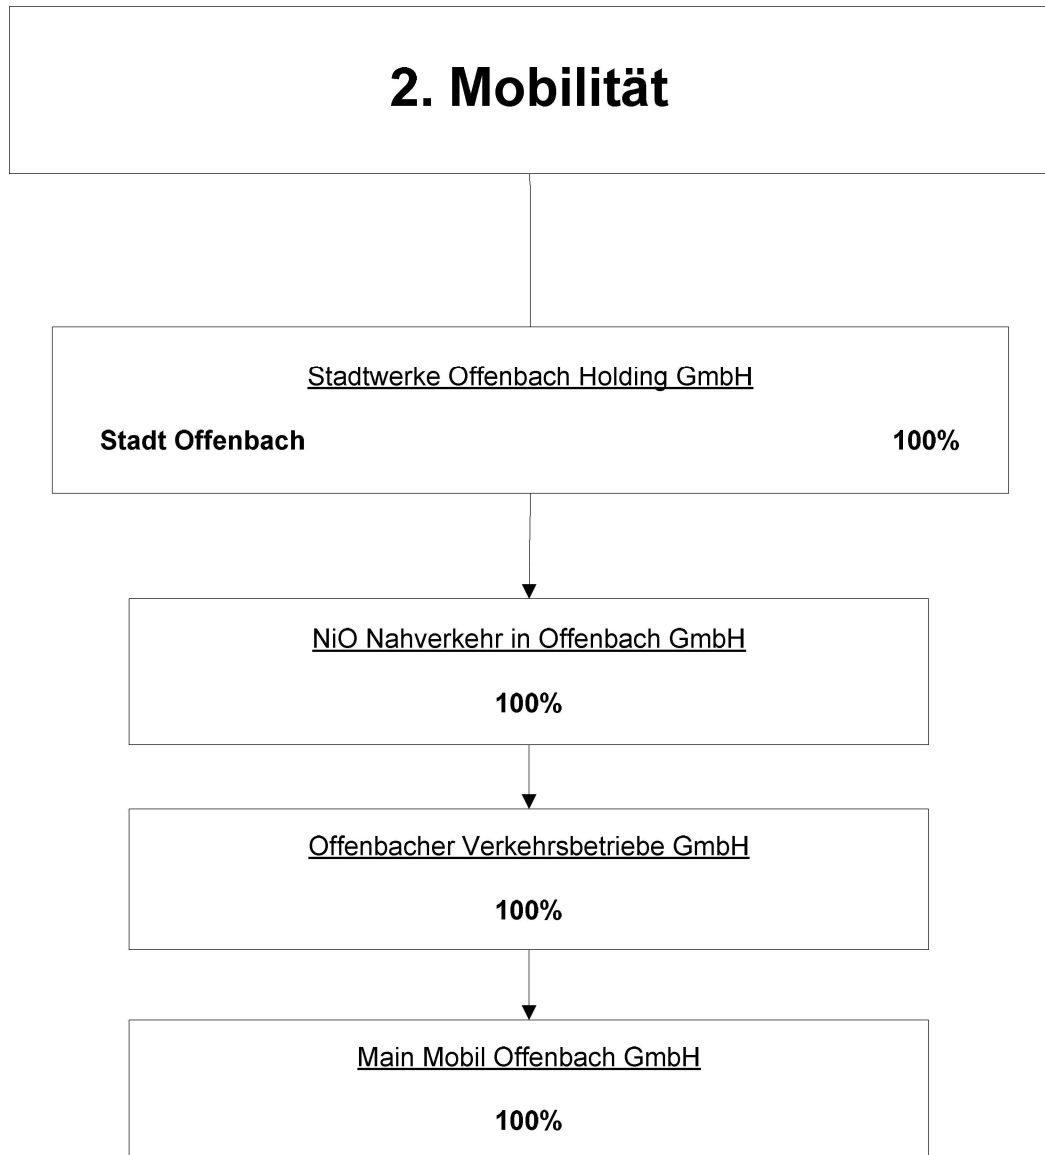 2. Mobilität
Stadtwerke Offenbach Holding GmbH
Stadt Offenbach 100%
NiO Nahverkehr in Offenbach GmbH
100%
Offenbacher Verkehrsbetriebe GmbH
100%
Main Mobil Offenbach GmbH
100%